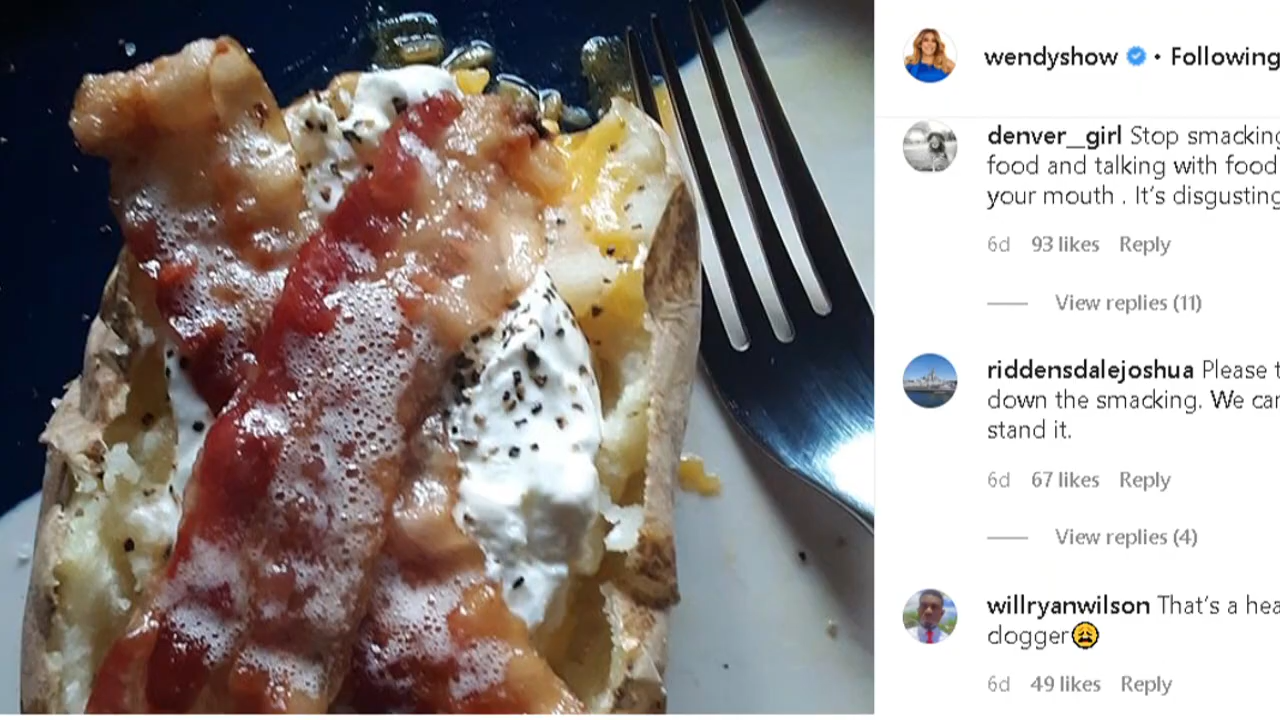 wendyshow • Following
denver__girl Stop smacking
food and talking with food
your mouth . It's disgusting
6d 93 likes Reply
View replies (11)
riddensdalejoshua Please t
down the smacking. We can
stand it.
6d 67 likes Reply
View replies (4)
willryanwilson That's a hea
clogger😩
6d 49 likes Reply